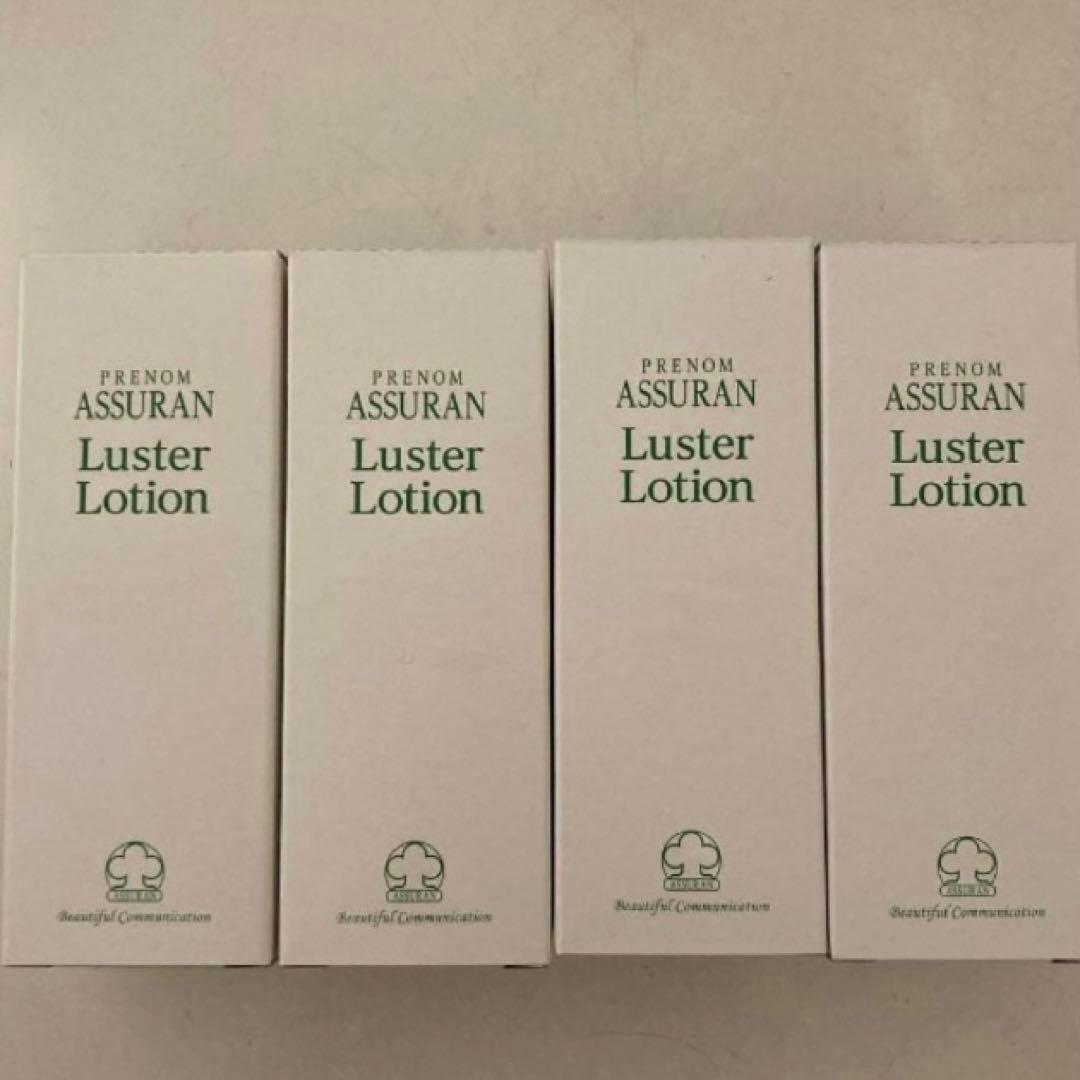 PRENOM
ASSURAN
Luster
Lotion
ASSURAN
Beautiful Communication
PRENOM
ASSURAN
Luster
Lotion
ASSURAN
Beautiful Communication
PRENOM
ASSURAN
Luster
Lotion
ASSURAN
Beautiful Communication
PRENOM
ASSURAN
Luster
Lotion
ASSURAN
Beautiful Communication